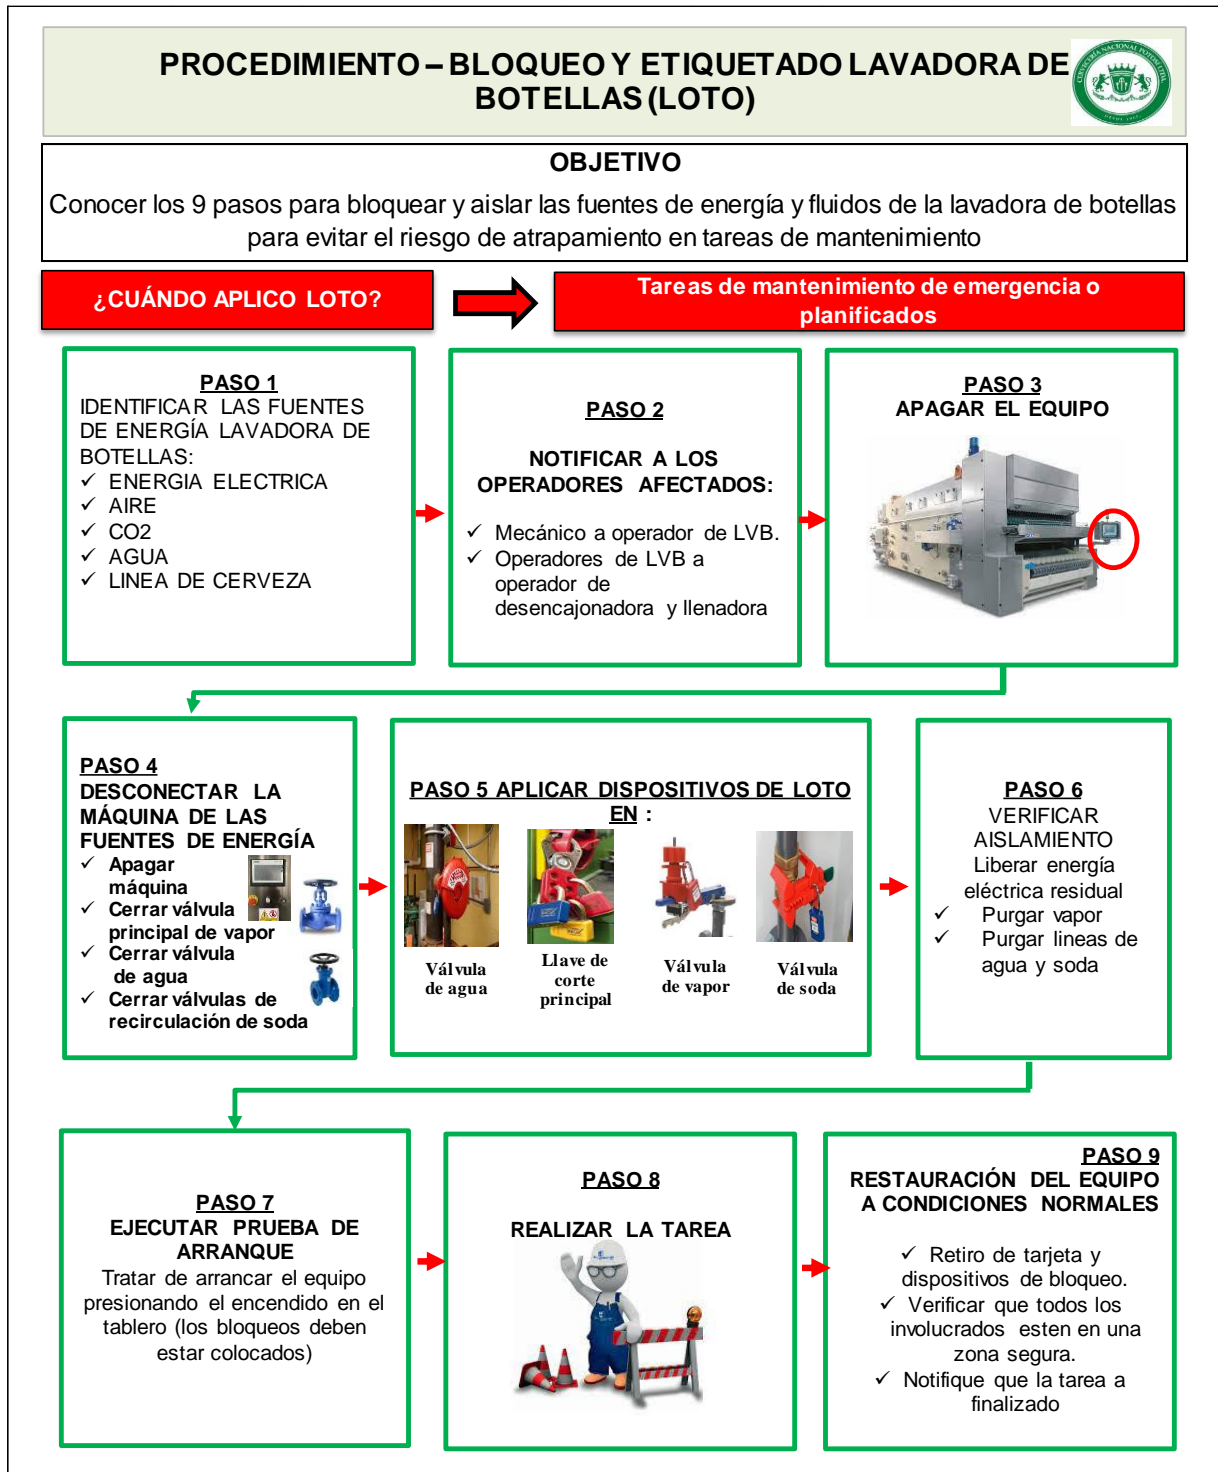 PROCEDIMIENTO – BLOQUEO Y ETIQUETADO LAVADORA DE
BOTELLAS (LOTO)
CERVECERÍA NACIONAL POTOSÍ LTDA.
DESDE 1907
OBJETIVO
Conocer los 9 pasos para bloquear y aislar las fuentes de energía y fluidos de la lavadora de botellas
para evitar el riesgo de atrapamiento en tareas de mantenimiento
¿CUÁNDO APLICO LOTO?
Tareas de mantenimiento de emergencia o
planificados
PASO 1
IDENTIFICAR LAS FUENTES
DE ENERGÍA LAVADORA DE
BOTELLAS:
✓ ENERGIA ELECTRICA
✓ AIRE
✓ CO2
✓ AGUA
✓ LINEA DE CERVEZA
PASO 2
NOTIFICAR A LOS
OPERADORES AFECTADOS:
✓ Mecánico a operador de LVB.
✓ Operadores de LVB a
operador de
desencajonadora y llenadora
PASO 3
APAGAR EL EQUIPO
PASO 4
DESCONECTAR LA
MÁQUINA DE LAS
FUENTES DE ENERGÍA
✓ Apagar
máquina
✓ Cerrar válvula
principal de vapor
✓ Cerrar válvula
de agua
✓ Cerrar válvulas de
recirculación de soda
PASO 5 APLICAR DISPOSITIVOS DE LOTO
EN :
Válvula
de agua
Llave de
corte
principal
Válvula
de vapor
Válvula
de soda
PASO 6
VERIFICAR
AISLAMIENTO
Liberar energía
eléctrica residual
✓ Purgar vapor
✓ Purgar lineas de
agua y soda
PASO 7
EJECUTAR PRUEBA DE
ARRANQUE
Tratar de arrancar el equipo
presionando el encendido en el
tablero (los bloqueos deben
estar colocados)
PASO 8
REALIZAR LA TAREA
PASO 9
RESTAURACIÓN DEL EQUIPO
A CONDICIONES NORMALES
✓ Retiro de tarjeta y
dispositivos de bloqueo.
✓ Verificar que todos los
involucrados esten en una
zona segura.
✓ Notifique que la tarea a
finalizado